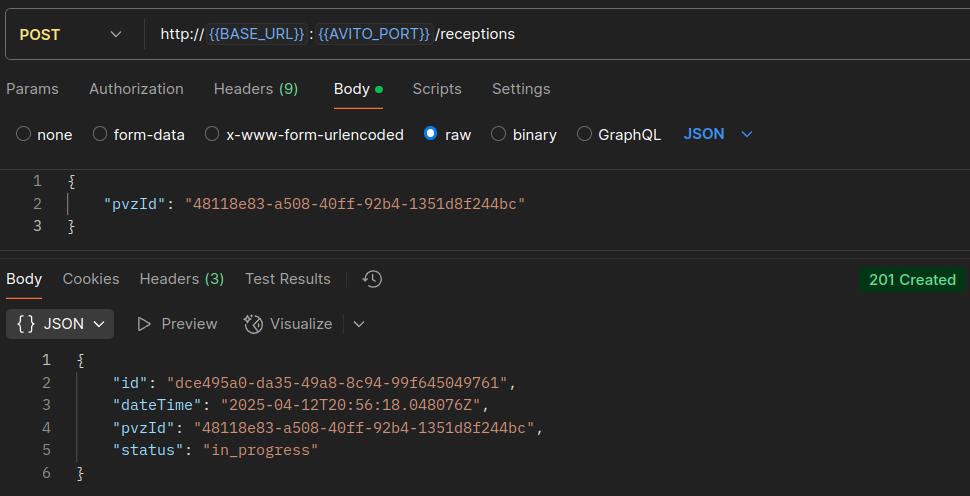 POST http://{{BASE_URL}}:{{AVITO_PORT}}/receptions
Params Authorization Headers (9) Body Scripts Settings
none form-data x-www-form-urlencoded raw binary GraphQL JSON
1 {
2 "pvzId": "48118e83-a508-40ff-92b4-1351d8f244bc"
3 }
Body Cookies Headers (3) Test Results 201 Created
{} JSON Preview Visualize
1 {
2 "id": "dce495a0-da35-49a8-8c94-99f645049761",
3 "dateTime": "2025-04-12T20:56:18.048076Z",
4 "pvzId": "48118e83-a508-40ff-92b4-1351d8f244bc",
5 "status": "in_progress"
6 }